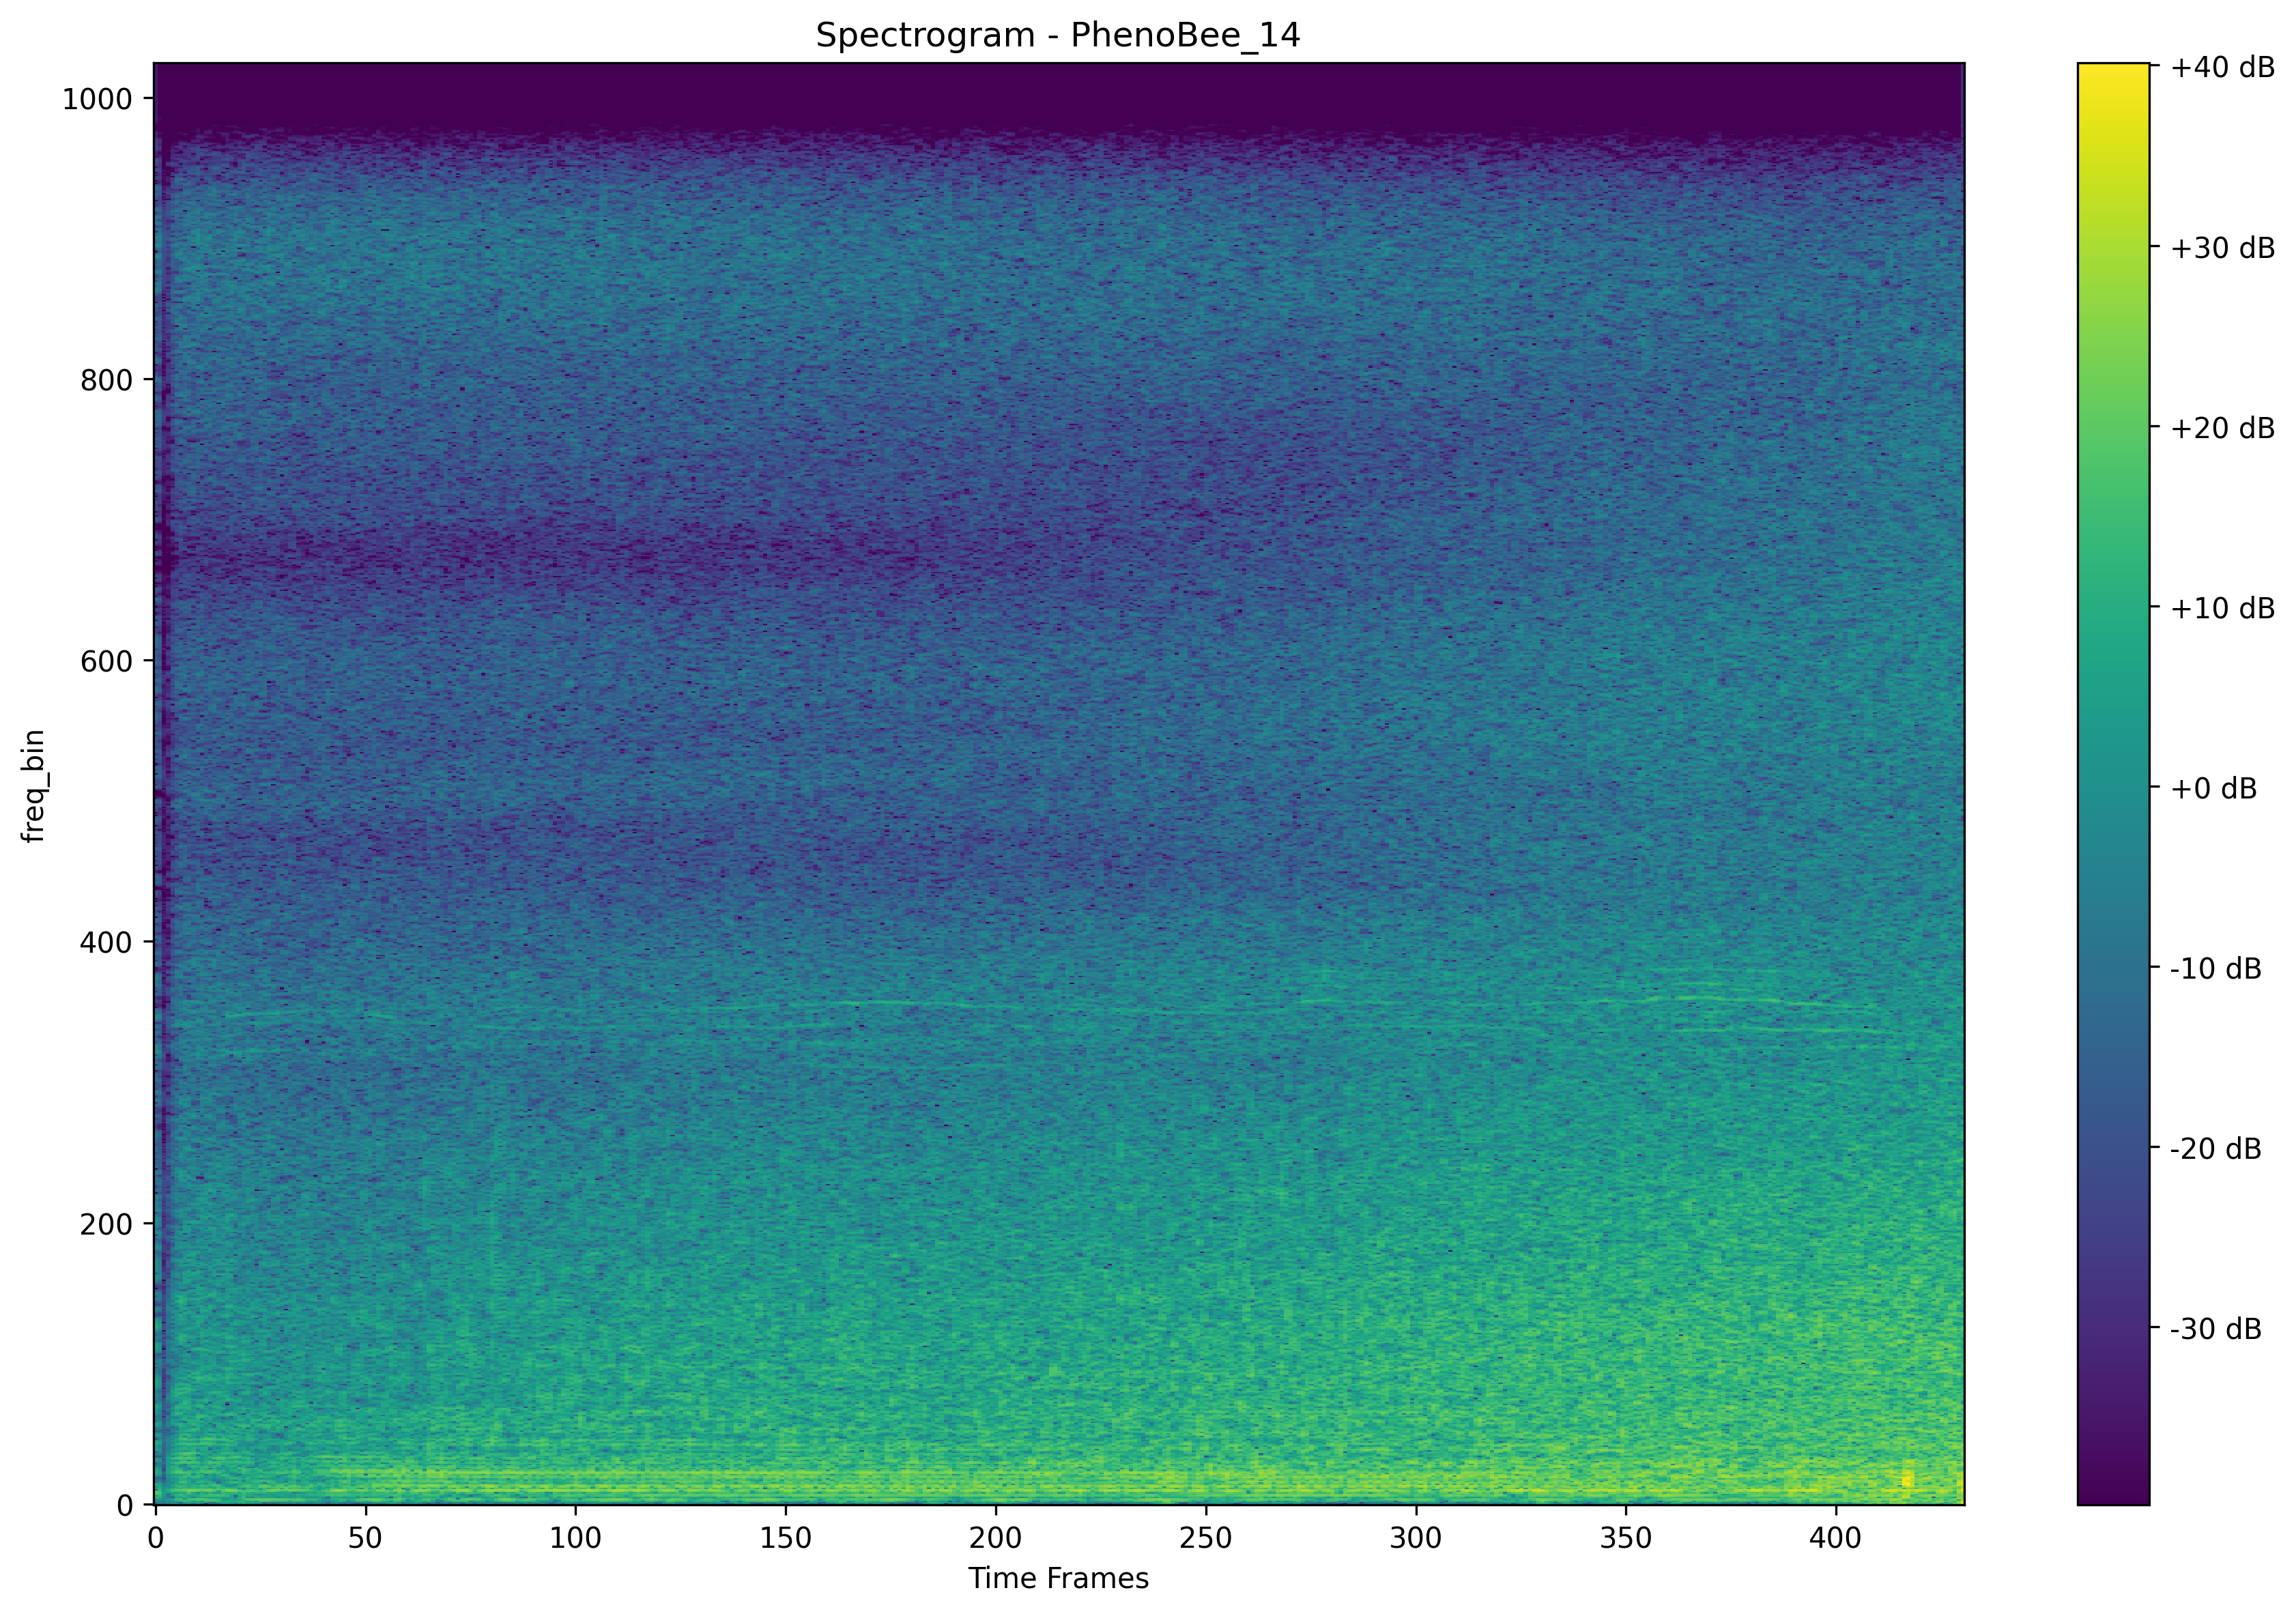 Spectrogram - PhenoBee_14
freq_bin
1000
800
600
400
200
0
0 50 100 150 200 250 300 350 400
Time Frames
+40 dB
+30 dB
+20 dB
+10 dB
+0 dB
-10 dB
-20 dB
-30 dB